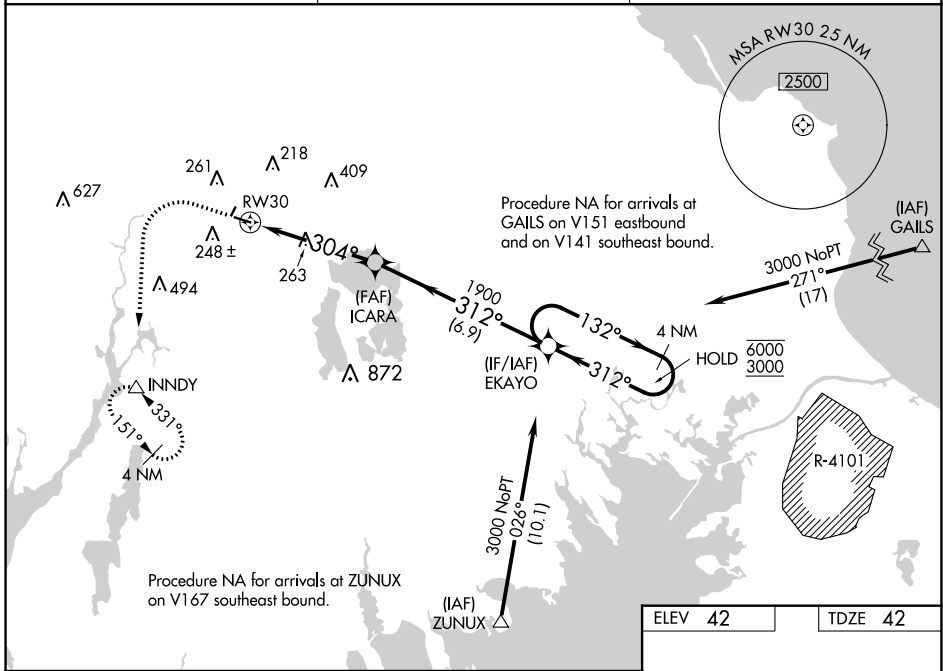 MSA RW30 25 NM
2500
261
218
409
627
RW30
248 ±
263
304°
494
(FAF)
ICARA
1900
312°
(6.9)
872
Procedure NA for arrivals at
GAILS on V151 eastbound
and on V141 southeast bound.
(IAF)
GAILS
3000 NoPT
271°
(17)
132°
4 NM
HOLD
6000
3000
312°
(IF/IAF)
EKAYO
INNDY
331°
151°
4 NM
R-4101
3000 NoPT
026°
(10.1)
Procedure NA for arrivals at ZUNUX
on V167 southeast bound.
(IAF)
ZUNUX
ELEV 42
TDZE 42